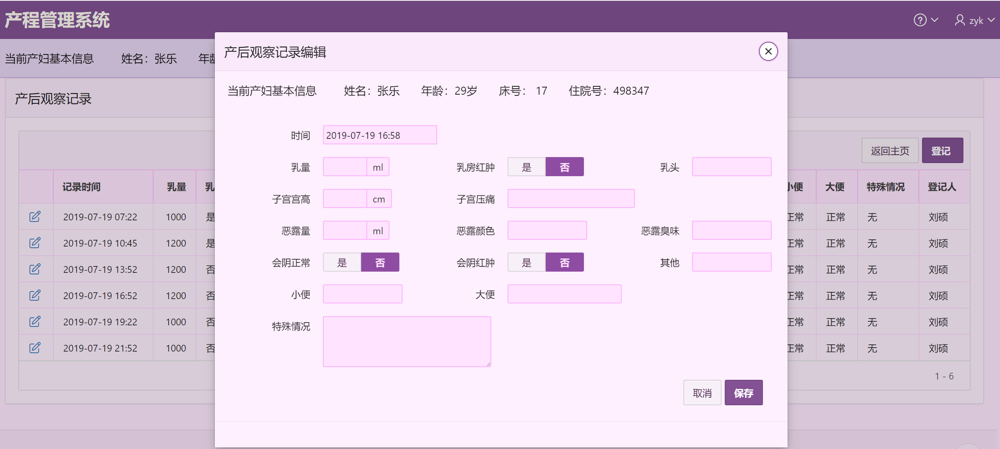 产程管理系统
? zyk
产后观察记录编辑
当前产妇基本信息 姓名：张乐 年龄
当前产妇基本信息 姓名：张乐 年龄：29岁 床号： 17 住院号：498347
产后观察记录
时间 2019-07-19 16:58
返回主页 登记
乳量 ml 乳房红肿 是 否 乳头
记录时间 乳量 乳 小便 大便 特殊情况 登记人
子宫宫高 cm 子宫压痛
2019-07-19 07:22 1000 是 正常 正常 无 刘硕
恶露量 ml 恶露颜色 恶露臭味
2019-07-19 10:45 1200 是 正常 正常 无 刘硕
会阴正常 是 否 会阴红肿 是 否 其他
2019-07-19 13:52 1200 否 正常 正常 无 刘硕
小便 大便
2019-07-19 16:52 1200 否 正常 正常 无 刘硕
特殊情况
2019-07-19 19:22 1000 否 正常 正常 无 刘硕
2019-07-19 21:52 1000 否 正常 正常 无 刘硕
1 - 6
取消 保存